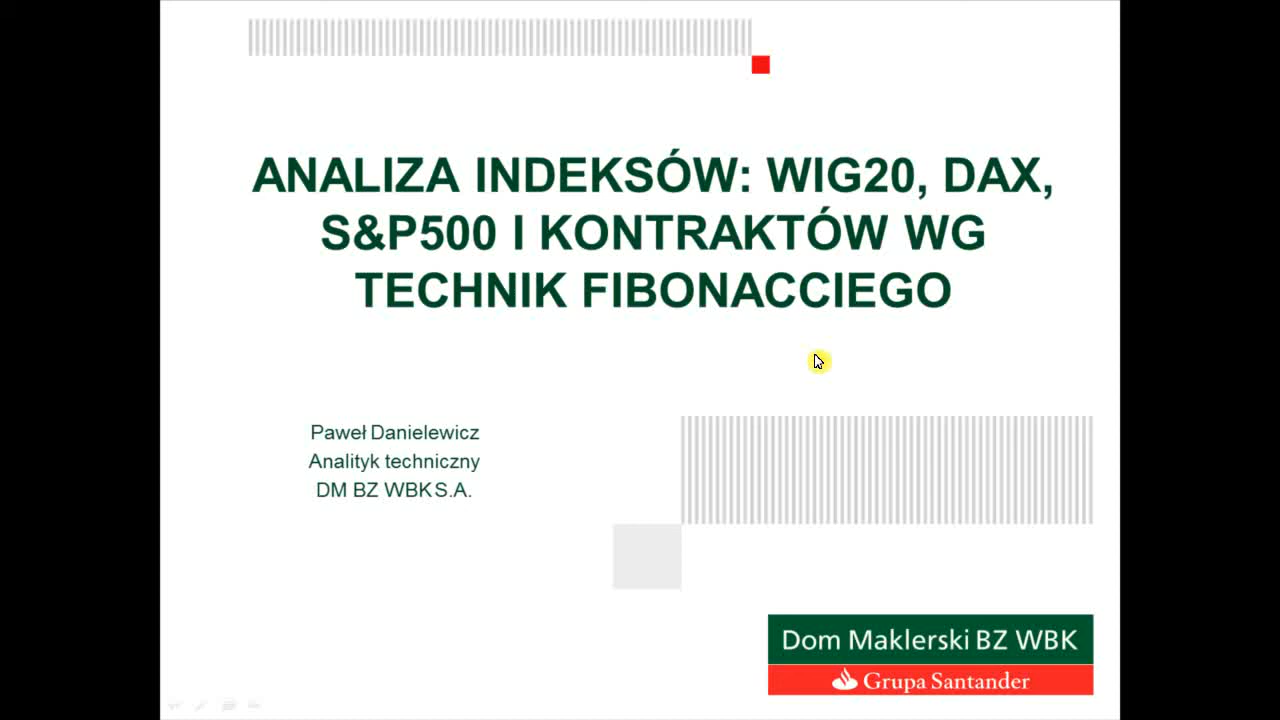 ANALIZA INDEKSÓW: WIG20, DAX,
S&P500 I KONTRAKTÓW WG
TECHNIK FIBONACCIEGO
Paweł Danielewicz
Analityk techniczny
DM BZ WBK S.A.
Dom Maklerski BZ WBK
Grupa Santander